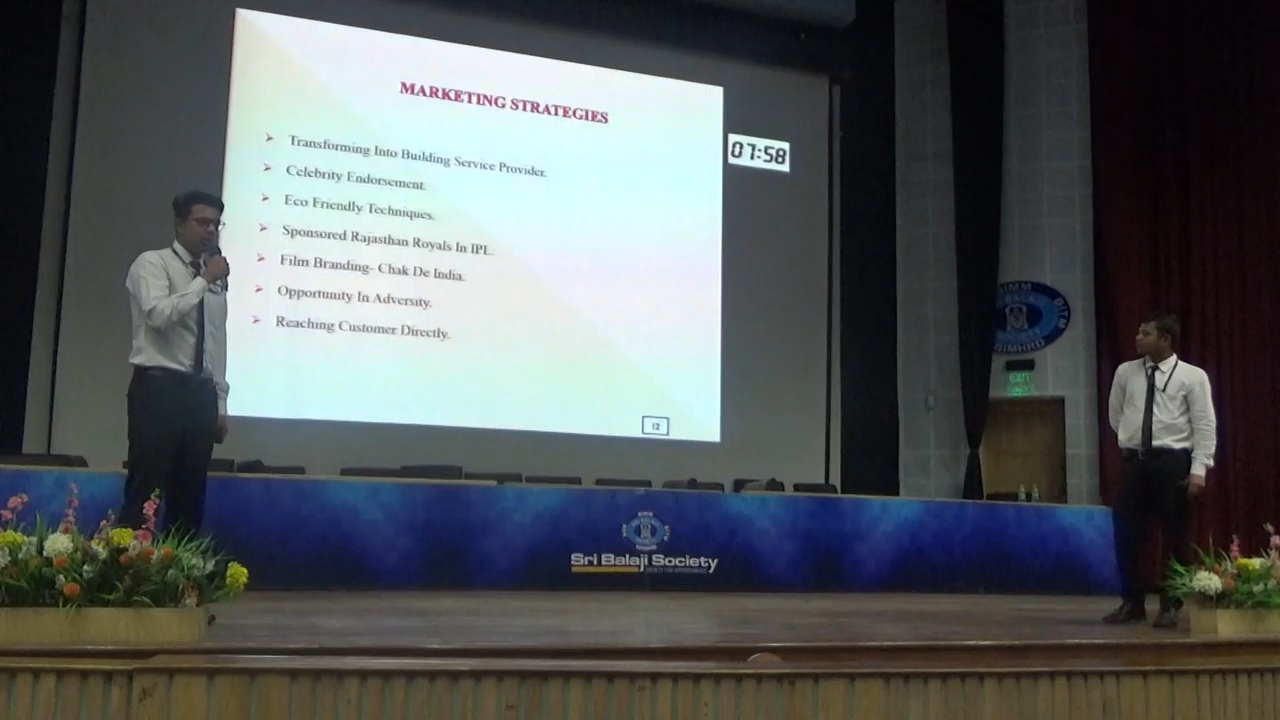 MARKETING STRATEGIES
Transforming Into Building Service Provider.
Celebrity Endorsement.
Eco Friendly Techniques.
Sponsored Rajasthan Royals In IPL.
Film Branding- Chak De India.
Opportunity In Adversity.
Reaching Customer Directly.
12
07:58
EXIT
Sri Balaji Society